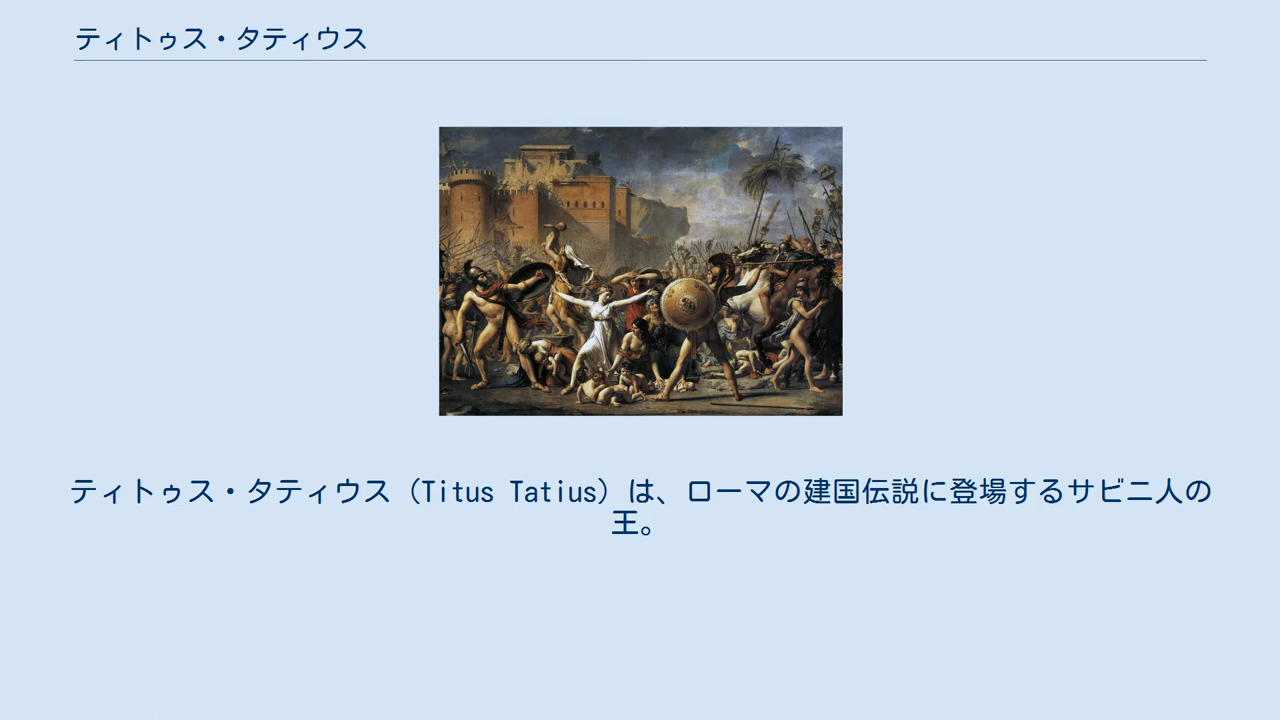 ティトゥス・タティウス
ティトゥス・タティウス（Titus Tatius）は、ローマの建国伝説に登場するサビニ人の
王。